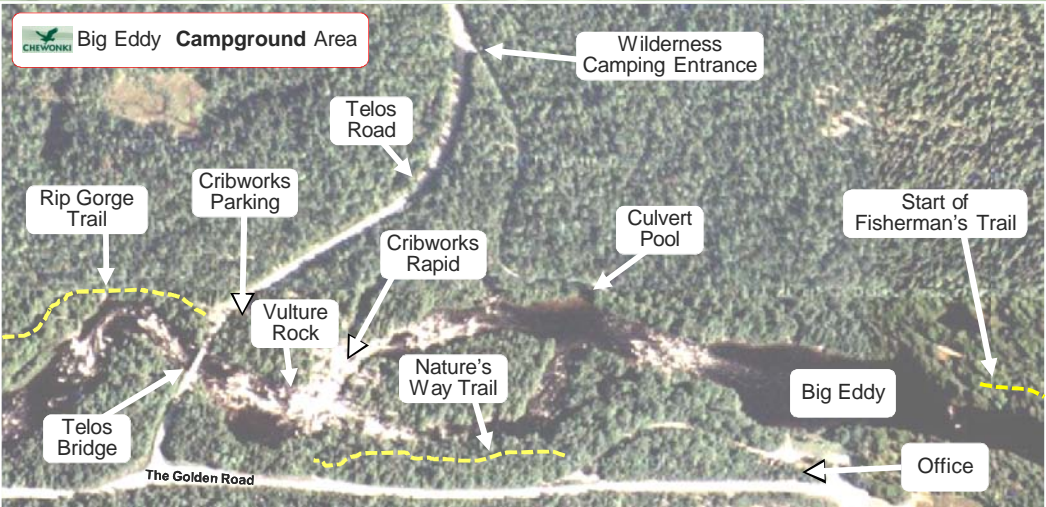 CHEWONKI
Big Eddy Campground Area
Wilderness
Camping Entrance
Telos
Road
Cribworks
Parking
Rip Gorge
Trail
Start of
Fisherman's Trail
Culvert
Pool
Cribworks
Rapid
Vulture
Rock
Nature's
Way Trail
Big Eddy
Telos
Bridge
Office
The Golden Road